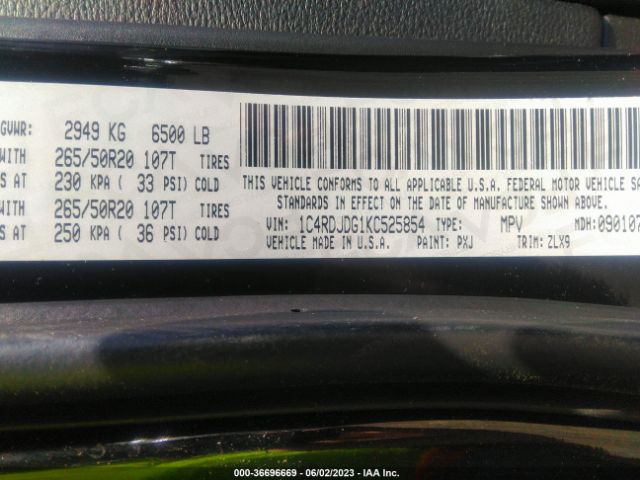 GVWR: 2949 KG 6500 LB
WITH 265/50R20 107T TIRES
S AT 230 KPA ( 33 PSI) COLD
WITH 265/50R20 107T TIRES
S AT 250 KPA ( 36 PSI) COLD
THIS VEHICLE CONFORMS TO ALL APPLICABLE U.S.A. FEDERAL MOTOR VEHICLE SA
STANDARDS IN EFFECT ON THE DATE OF MANUFACTURE SHOWN ABOVE.
VIN: 1C4RDJDG1KC525854 TYPE: MPV MDH: 090107
VEHICLE MADE IN U.S.A. PAINT: PXJ TRIM: ZLX9
000-36696669 - 06/02/2023 - IAA Inc.